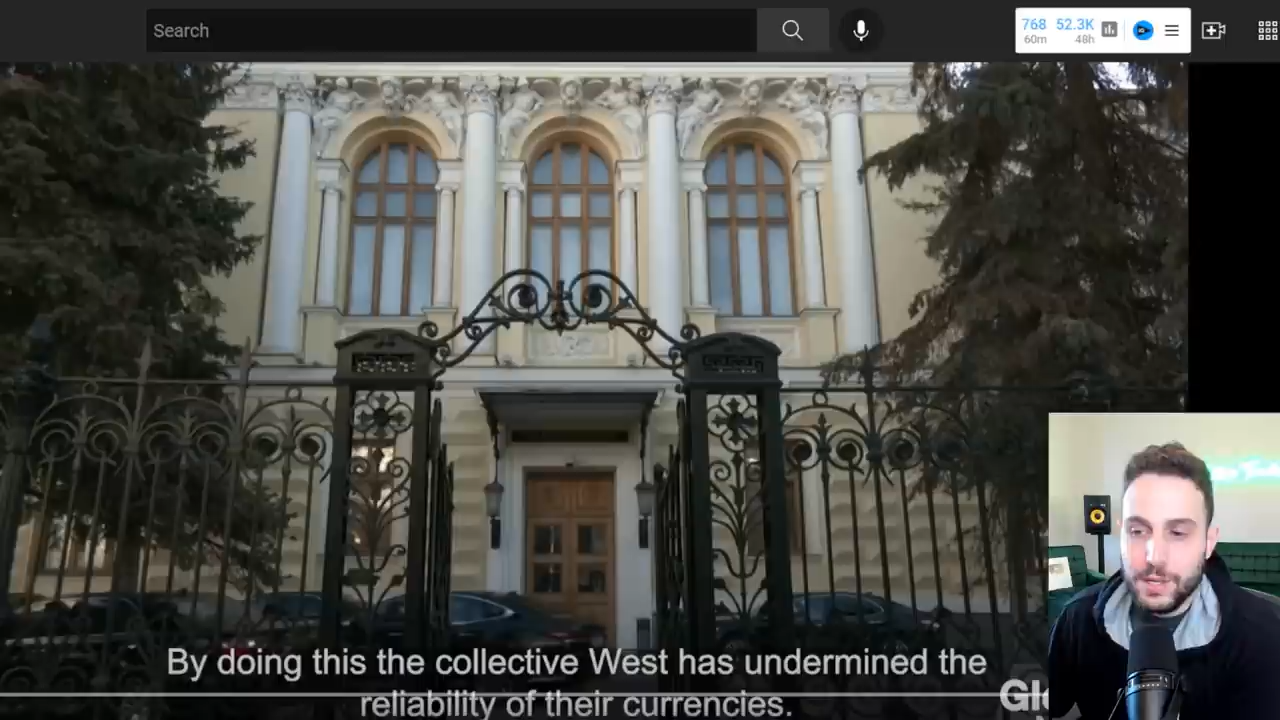 Search
768 52.3K
60m 48h
By doing this the collective West has undermined the
reliability of their currencies.